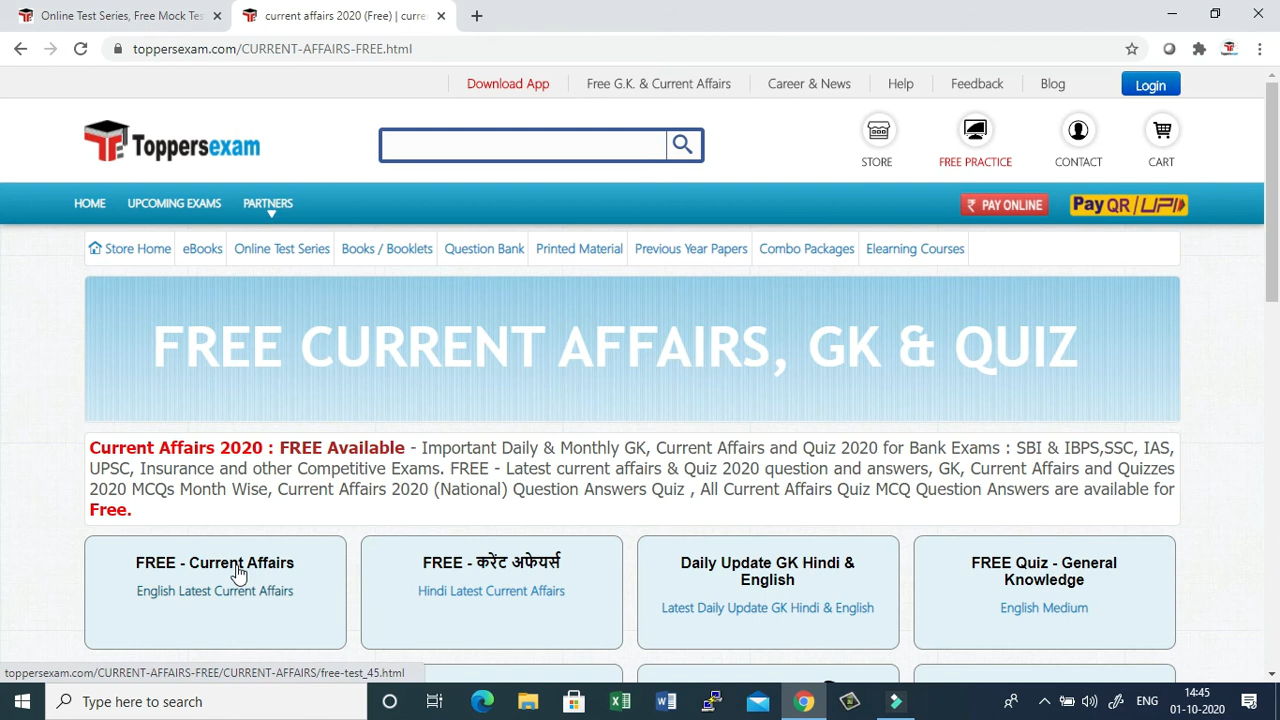 Online Test Series, FREE Mock Tes
current affairs 2020 (Free) | curre
toppersexam.com/CURRENT-AFFAIRS-FREE.html
Download App
Free G.K. & Current Affairs
Career & News
Help
Feedback
Blog
Login
Toppersexam
STORE
FREE PRACTICE
CONTACT
CART
HOME
UPCOMING EXAMS
PARTNERS
₹ PAY ONLINE
Pay QR/UPI
Store Home
eBooks
Online Test Series
Books / Booklets
Question Bank
Printed Material
Previous Year Papers
Combo Packages
Elearning Courses
FREE CURRENT AFFAIRS, GK & QUIZ
Current Affairs 2020 : FREE Available - Important Daily & Monthly GK, Current Affairs and Quiz 2020 for Bank Exams : SBI & IBPS,SSC, IAS,
UPSC, Insurance and other Competitive Exams. FREE - Latest current affairs & Quiz 2020 question and answers, GK, Current Affairs and Quizzes
2020 MCQs Month Wise, Current Affairs 2020 (National) Question Answers Quiz , All Current Affairs Quiz MCQ Question Answers are available for
Free.
FREE - Current Affairs
English Latest Current Affairs
FREE - करेंट अफेयर्स
Hindi Latest Current Affairs
Daily Update GK Hindi &
English
Latest Daily Update GK Hindi & English
FREE Quiz - General
Knowledge
English Medium
toppersexam.com/CURRENT-AFFAIRS-FREE/CURRENT-AFFAIRS/free-test_45.html
Type here to search
ENG
14:45
01-10-2020